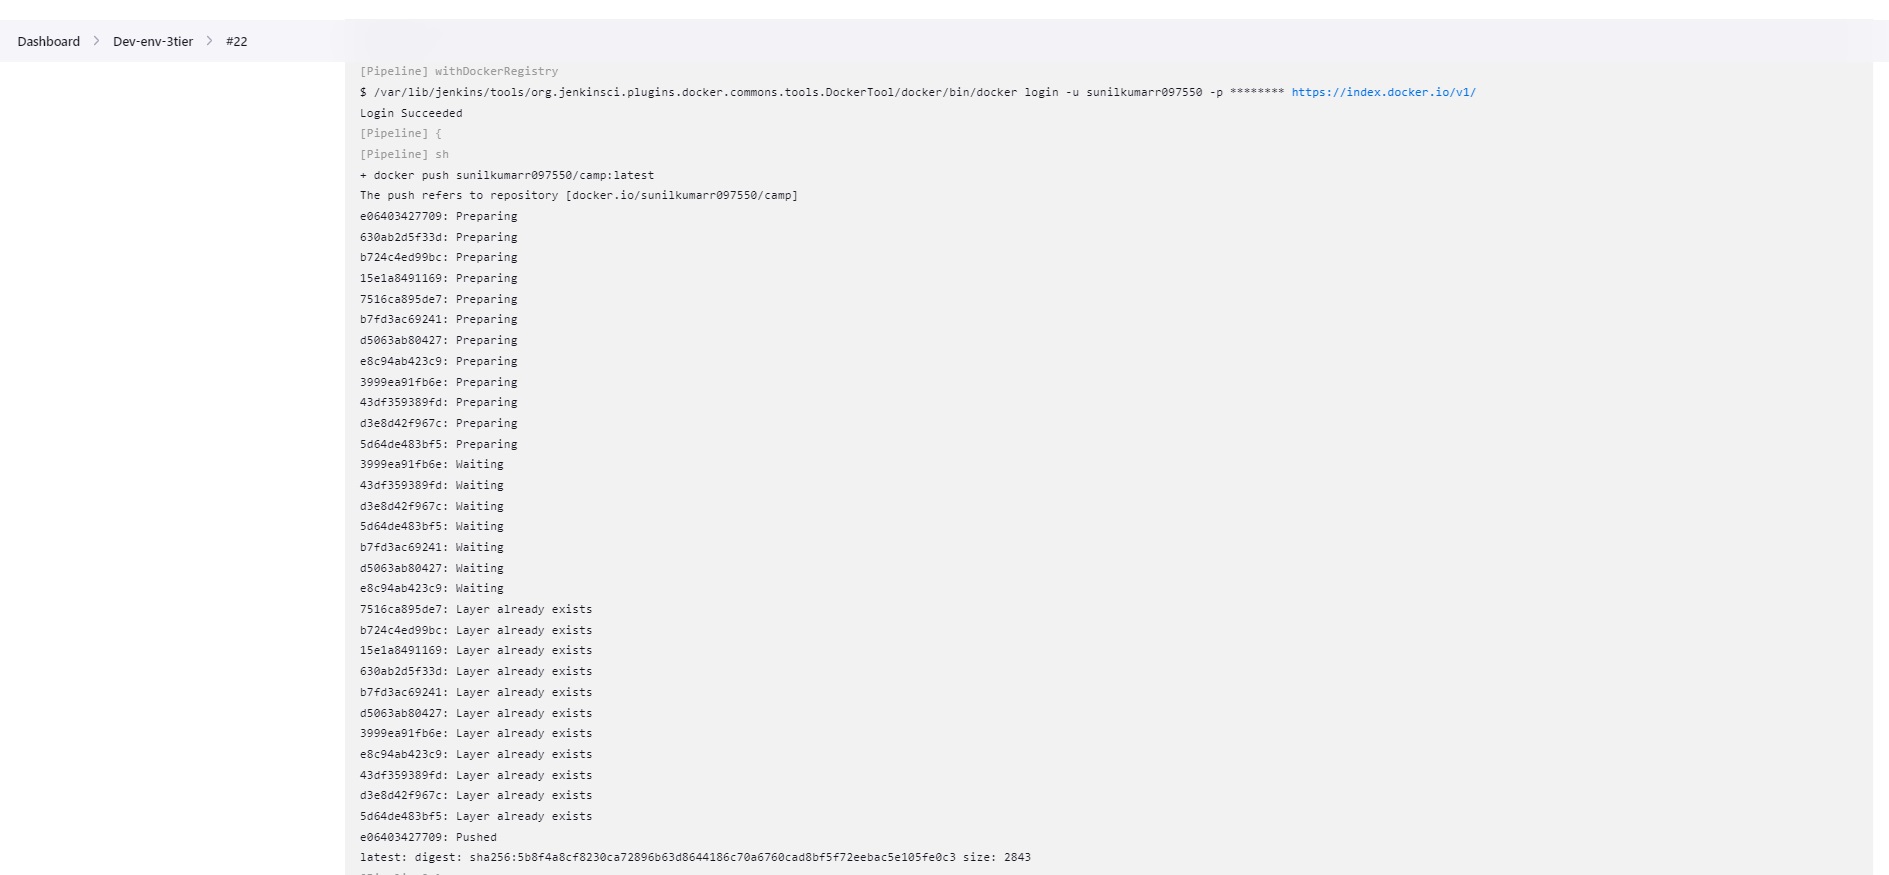 Dashboard > Dev-env-3tier > #22
[Pipeline] withDockerRegistry
$ /var/lib/jenkins/tools/org.jenkinsci.plugins.docker.commons.tools.DockerTool/docker/bin/docker login -u sunilkumarr097550 -p ******** https://index.docker.io/v1/
Login Succeeded
[Pipeline] {
[Pipeline] sh
+ docker push sunilkumarr097550/camp:latest
The push refers to repository [docker.io/sunilkumarr097550/camp]
e06403427709: Preparing
630ab2d5f33d: Preparing
b724c4ed99bc: Preparing
15e1a8491169: Preparing
7516ca895de7: Preparing
b7fd3ac69241: Preparing
d5063ab80427: Preparing
e8c94ab423c9: Preparing
3999ea91fb6e: Preparing
43df359389fd: Preparing
d3e8d42f967c: Preparing
5d64de483bf5: Preparing
3999ea91fb6e: Waiting
43df359389fd: Waiting
d3e8d42f967c: Waiting
5d64de483bf5: Waiting
b7fd3ac69241: Waiting
d5063ab80427: Waiting
e8c94ab423c9: Waiting
7516ca895de7: Layer already exists
b724c4ed99bc: Layer already exists
15e1a8491169: Layer already exists
630ab2d5f33d: Layer already exists
b7fd3ac69241: Layer already exists
d5063ab80427: Layer already exists
3999ea91fb6e: Layer already exists
e8c94ab423c9: Layer already exists
43df359389fd: Layer already exists
d3e8d42f967c: Layer already exists
5d64de483bf5: Layer already exists
e06403427709: Pushed
latest: digest: sha256:5b8f4a8cf8230ca72896b63d8644186c70a6760cad8bf5f72eebac5e105fe0c3 size: 2843